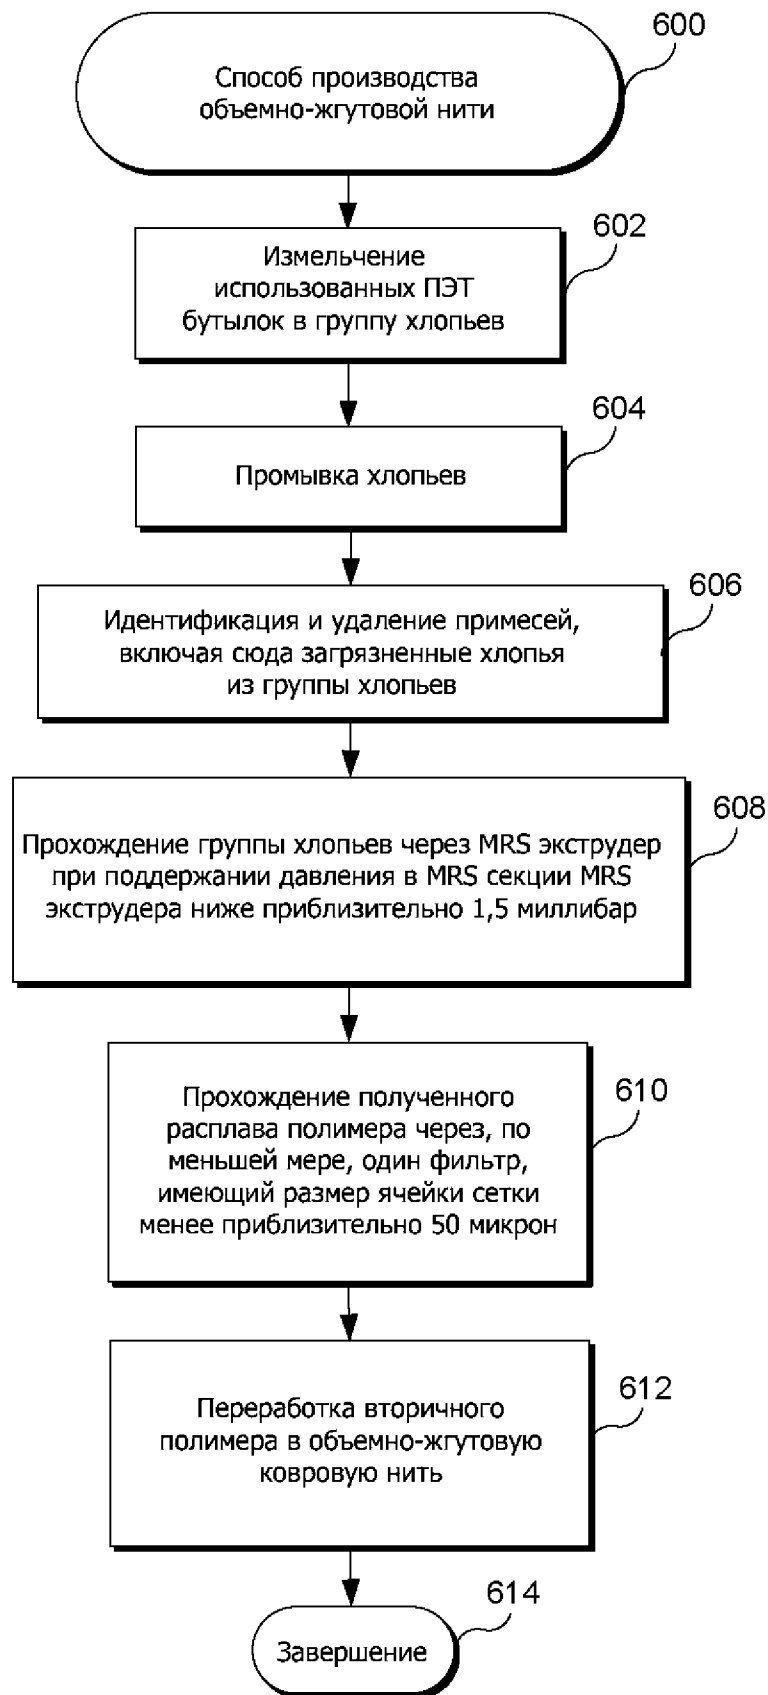 600
Способ производства
объемно-жгутовой нити
602
Измельчение
использованных ПЭТ
бутылок в группу хлопьев
604
Промывка хлопьев
606
Идентификация и удаление примесей,
включая сюда загрязненные хлопья
из группы хлопьев
608
Прохождение группы хлопьев через MRS экструдер
при поддержании давления в MRS секции MRS
экструдера ниже приблизительно 1,5 миллибар
610
Прохождение полученного
расплава полимера через, по
меньшей мере, один фильтр,
имеющий размер ячейки сетки
менее приблизительно 50 микрон
612
Переработка вторичного
полимера в объемно-жгутовую
ковровую нить
614
Завершение